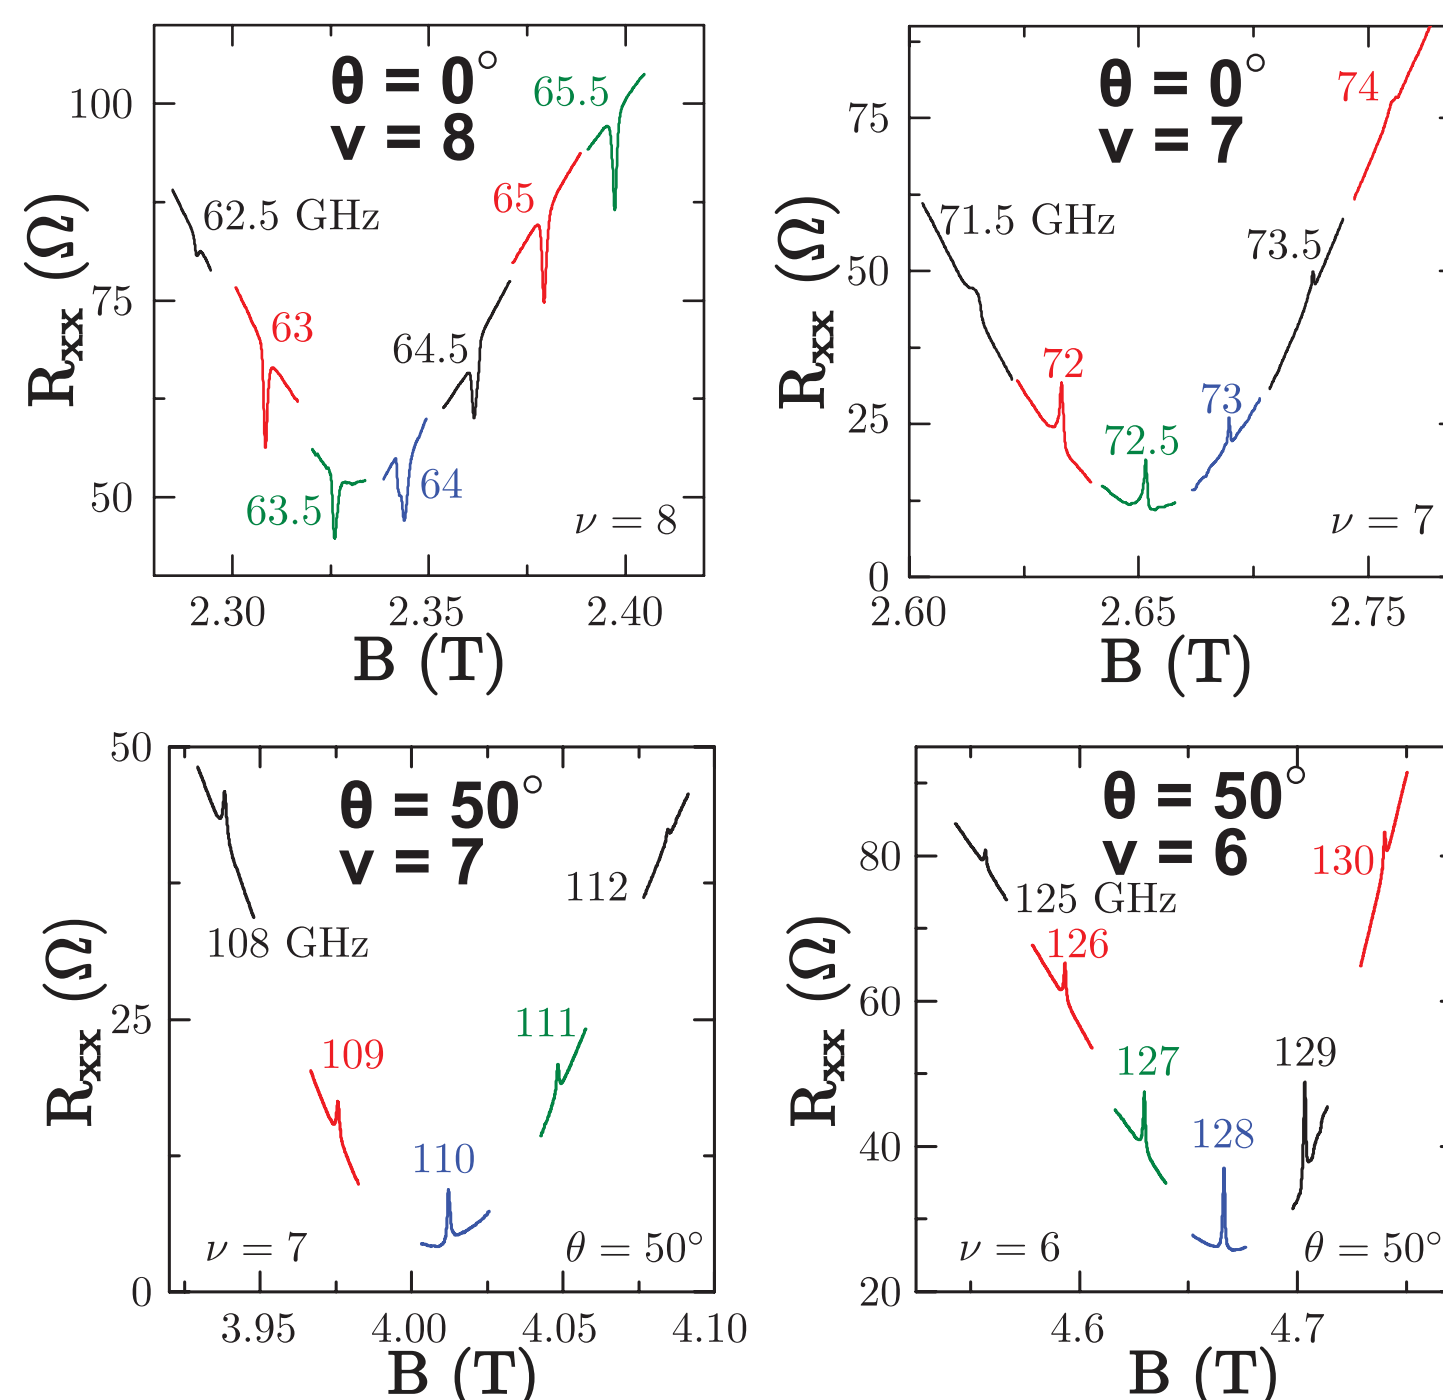 θ = 0°
ν = 8
62.5 GHz
63
63.5
64
64.5
65
65.5
ν = 8
100
75
50
R_xx (Ω)
2.30 2.35 2.40
B (T)
θ = 0°
ν = 7
71.5 GHz
72
72.5
73
73.5
74
ν = 7
75
50
25
0
R_xx (Ω)
2.60 2.65 2.75
B (T)
θ = 50°
ν = 7
108 GHz
109
110
111
112
ν = 7 θ = 50°
50
25
0
R_xx (Ω)
3.95 4.00 4.05 4.10
B (T)
θ = 50°
ν = 6
125 GHz
126
127
128
129
130
ν = 6 θ = 50°
80
60
40
20
R_xx (Ω)
4.6 4.7
B (T)